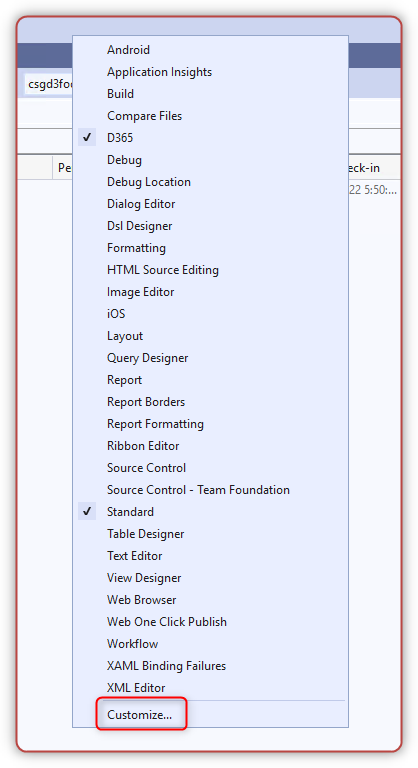 Android
Application Insights
csgd3foo
Build
Compare Files
D365
Pe
Debug
eck-in
Debug Location
22 5:50:...
Dialog Editor
Dsl Designer
Formatting
HTML Source Editing
Image Editor
iOS
Layout
Query Designer
Report
Report Borders
Report Formatting
Ribbon Editor
Source Control
Source Control - Team Foundation
Standard
Table Designer
Text Editor
View Designer
Web Browser
Web One Click Publish
Workflow
XAML Binding Failures
XML Editor
Customize...